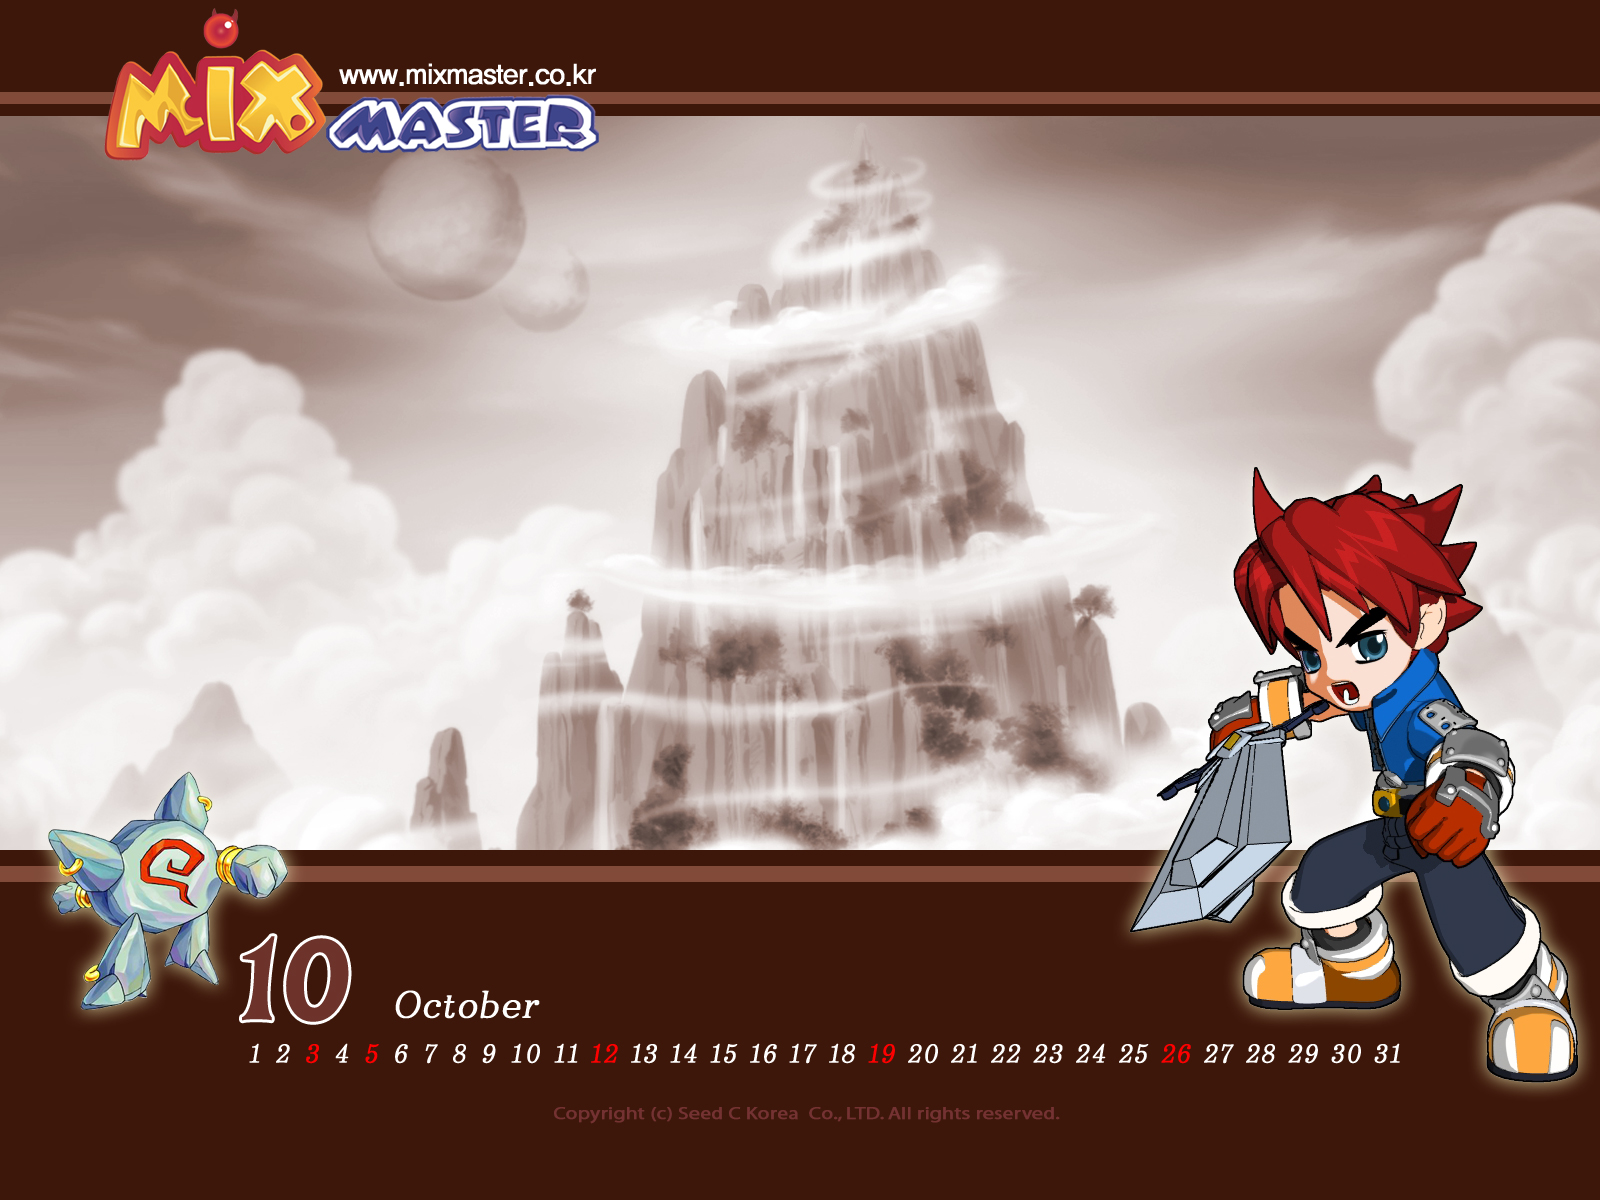 MIX
www.mixmaster.co.kr
MASTER
10
October
1 2 3 4 5 6 7 8 9 10 11 12 13 14 15 16 17 18 19 20 21 22 23 24 25 26 27 28 29 30 31
Copyright (c) Seed C Korea Co., LTD. All rights reserved.